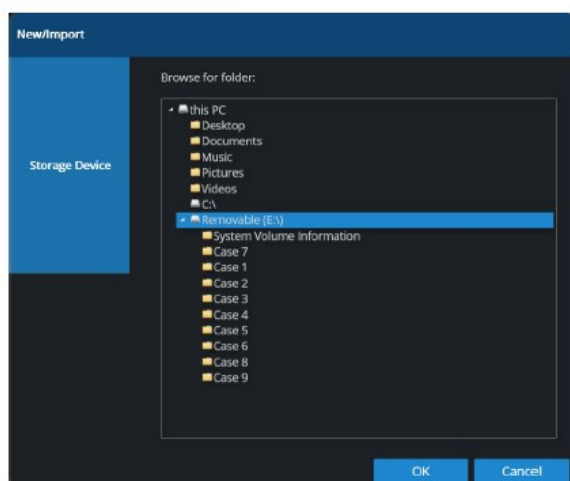 New/Import
Storage Device
Browse for folder:
this PC
Desktop
Documents
Music
Pictures
Videos
C:\
Removable (E:\)
System Volume Information
Case 7
Case 1
Case 2
Case 3
Case 4
Case 5
Case 6
Case 8
Case 9
OK
Cancel